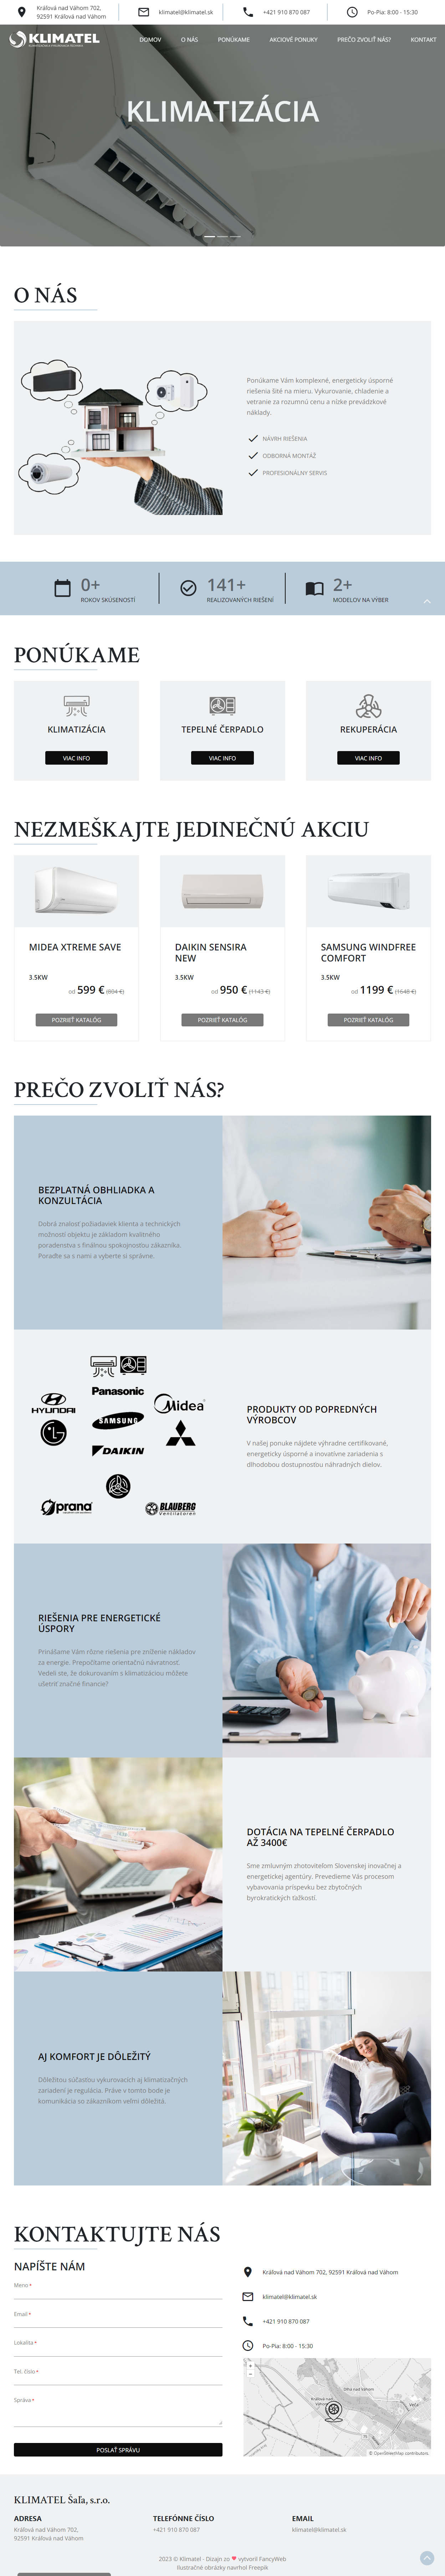 Kráľová nad Váhom 702,
92591 Kráľová nad Váhom
klimatel@klimatel.sk
+421 910 870 087
Po-Pia: 8:00 - 15:30
KLIMATEL
DOMOV
O NÁS
PONÚKAME
AKCIOVÉ PONUKY
PREČO ZVOLIŤ NÁS?
KONTAKT
KLIMATIZÁCIA
O NÁS
Ponúkame Vám komplexné, energeticky úsporné
riešenia šité na mieru. Vykurovanie, chladenie a
vetranie za rozumnú cenu a nízke prevádzkové
náklady.
NÁVRH RIEŠENIA
ODBORNÁ MONTÁŽ
PROFESIONÁLNY SERVIS
0+
ROKOV SKÚSENOSTÍ
141+
REALIZOVANÝCH RIEŠENÍ
2+
MODELOV NA VÝBER
PONÚKAME
KLIMATIZÁCIA
VIAC INFO
TEPELNÉ ČERPADLO
VIAC INFO
REKUPERÁCIA
VIAC INFO
NEZMEŠKAJTE JEDINEČNÚ AKCIU
MIDEA XTREME SAVE
3.5KW
od 599 € (804 €)
POZRIEŤ KATALÓG
DAIKIN SENSIRA
NEW
3.5KW
od 950 € (1143 €)
POZRIEŤ KATALÓG
SAMSUNG WINDFREE
COMFORT
3.5KW
od 1199 € (1648 €)
POZRIEŤ KATALÓG
PREČO ZVOLIŤ NÁS?
BEZPLATNÁ OBHLIADKA A
KONZULTÁCIA
Dobrá znalosť požiadaviek klienta a technických
možností objektu je základom kvalitného
poradenstva s finálnou spokojnosťou zákazníka.
Poraďte sa s nami a vyberte si správne.
Panasonic
HYUNDAI
Midea
SAMSUNG
LG
DAIKIN
prana
BLAUBERG
Ventilatoren
PRODUKTY OD POPREDNÝCH
VÝROBCOV
V našej ponuke nájdete výhradne certifikované,
energeticky úsporné a inovatívne zariadenia s
dlhodobou dostupnosťou náhradných dielov.
RIEŠENIA PRE ENERGETICKÉ
ÚSPORY
Prinášame Vám rôzne riešenia pre zníženie nákladov
za energie. Prepočítame orientačnú návratnosť.
Vedeli ste, že dokurovaním s klimatizáciou môžete
ušetriť značné financie?
DOTÁCIA NA TEPELNÉ ČERPADLO
AŽ 3400€
Sme zmluvným zhotoviteľom Slovenskej inovačnej a
energetickej agentúry. Prevedieme Vás procesom
vybavovania príspevku bez zbytočných
byrokratických ťažkostí.
AJ KOMFORT JE DÔLEŽITÝ
Dôležitou súčasťou vykurovacích aj klimatizačných
zariadení je regulácia. Práve v tomto bode je
komunikácia so zákazníkom veľmi dôležitá.
KONTAKTUJTE NÁS
NAPÍŠTE NÁM
Meno *
Email *
Lokalita *
Tel. číslo *
Správa *
POSLAŤ SPRÁVU
Kráľová nad Váhom 702, 92591 Kráľová nad Váhom
klimatel@klimatel.sk
+421 910 870 087
Po-Pia: 8:00 - 15:30
+
−
Dlhá nad Váhom
Kráľová nad
Váhom
© OpenStreetMap contributors.
KLIMATEL Šaľa, s.r.o.
ADRESA
Kráľová nad Váhom 702,
92591 Kráľová nad Váhom
TELEFÓNNE ČÍSLO
+421 910 870 087
EMAIL
klimatel@klimatel.sk
2023 © Klimatel - Dizajn zo ♥ vytvoril FancyWeb
Ilustračné obrázky navrhol Freepik